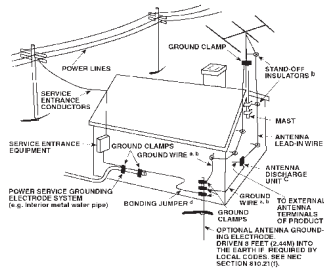 GROUND CLAMP
POWER LINES
STAND-OFF
INSULATORS b
SERVICE
ENTRANCE
CONDUCTORS
MAST
ANTENNA
LEAD-IN WIRE
SERVICE ENTRANCE
EQUIPMENT
GROUND CLAMPS
GROUND WIRE a, b
ANTENNA
DISCHARGE
UNIT c
POWER SERVICE GROUNDING
ELECTRODE SYSTEM
(e.g. interior metal water pipe)
BONDING JUMPER d
GROUND
WIRE a, b
GROUND
CLAMPS
TO EXTERNAL
ANTENNA
TERMINALS
OF PRODUCT
OPTIONAL ANTENNA GROUND-
ING ELECTRODE.
DRIVEN 8 FEET (2.44M) INTO
THE EARTH IF REQUIRED BY
LOCAL CODES. SEE NEC
SECTION 810.21(f).